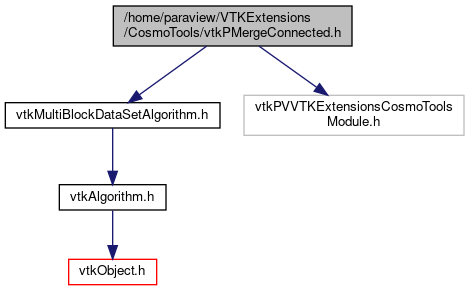 /home/paraview/VTKExtensions
/CosmoTools/vtkPMergeConnected.h
vtkMultiBlockDataSetAlgorithm.h
vtkPVVTKExtensionsCosmoTools
Module.h
vtkAlgorithm.h
vtkObject.h